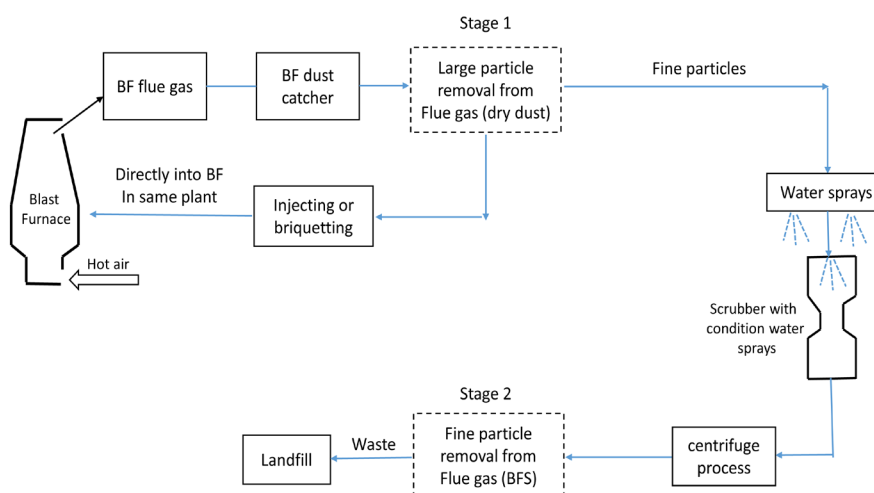 Stage 1
BF flue gas
BF dust
catcher
Large particle
removal from
Flue gas (dry dust)
Fine particles
Directly into BF
In same plant
Injecting or
briquetting
Blast
Furnace
Hot air
Water sprays
Scrubber with
condition water
sprays
Stage 2
Landfill
Waste
Fine particle
removal from
Flue gas (BFS)
centrifuge
process